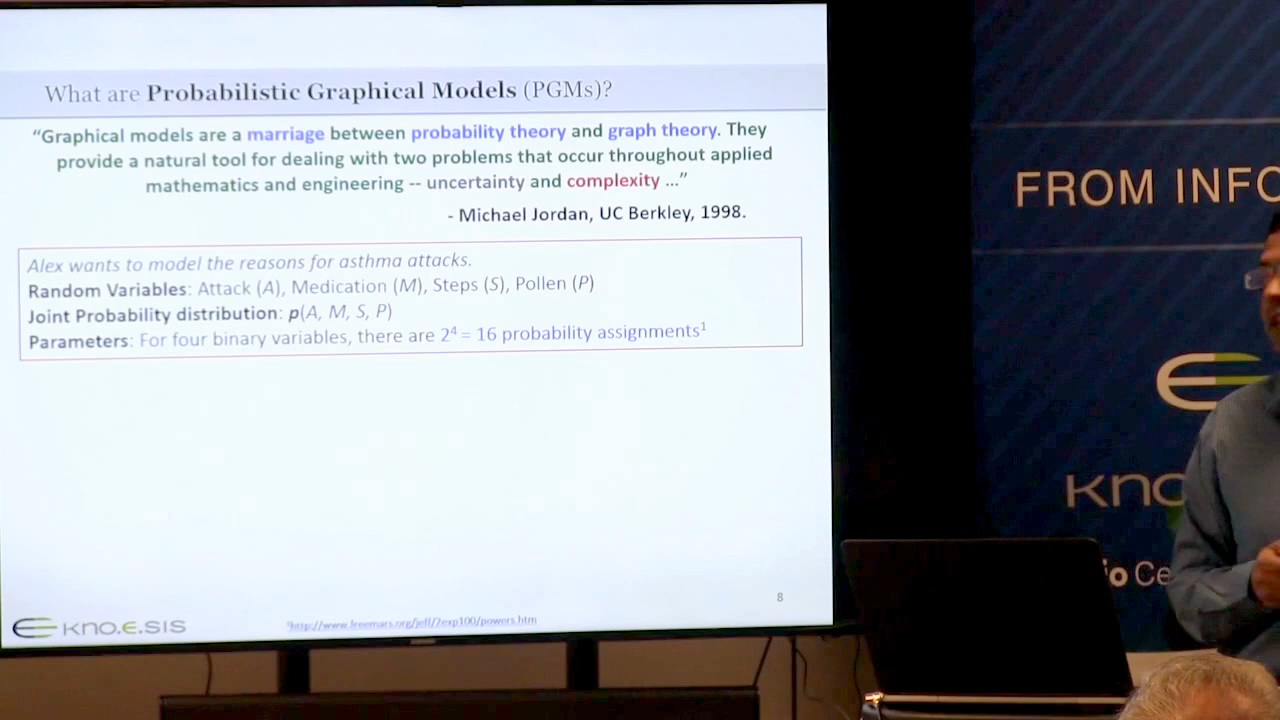 What are Probabilistic Graphical Models (PGMs)?
“Graphical models are a marriage between probability theory and graph theory. They
provide a natural tool for dealing with two problems that occur throughout applied
mathematics and engineering -- uncertainty and complexity ...”
- Michael Jordan, UC Berkley, 1998.
Alex wants to model the reasons for asthma attacks.
Random Variables: Attack (A), Medication (M), Steps (S), Pollen (P)
Joint Probability distribution: p(A, M, S, P)
Parameters: For four binary variables, there are 2⁴ = 16 probability assignments¹
8
kno.e.sis
¹http://www.freemars.org/jeff/2exp100/powers.htm
FROM INFO
kno
io Ce